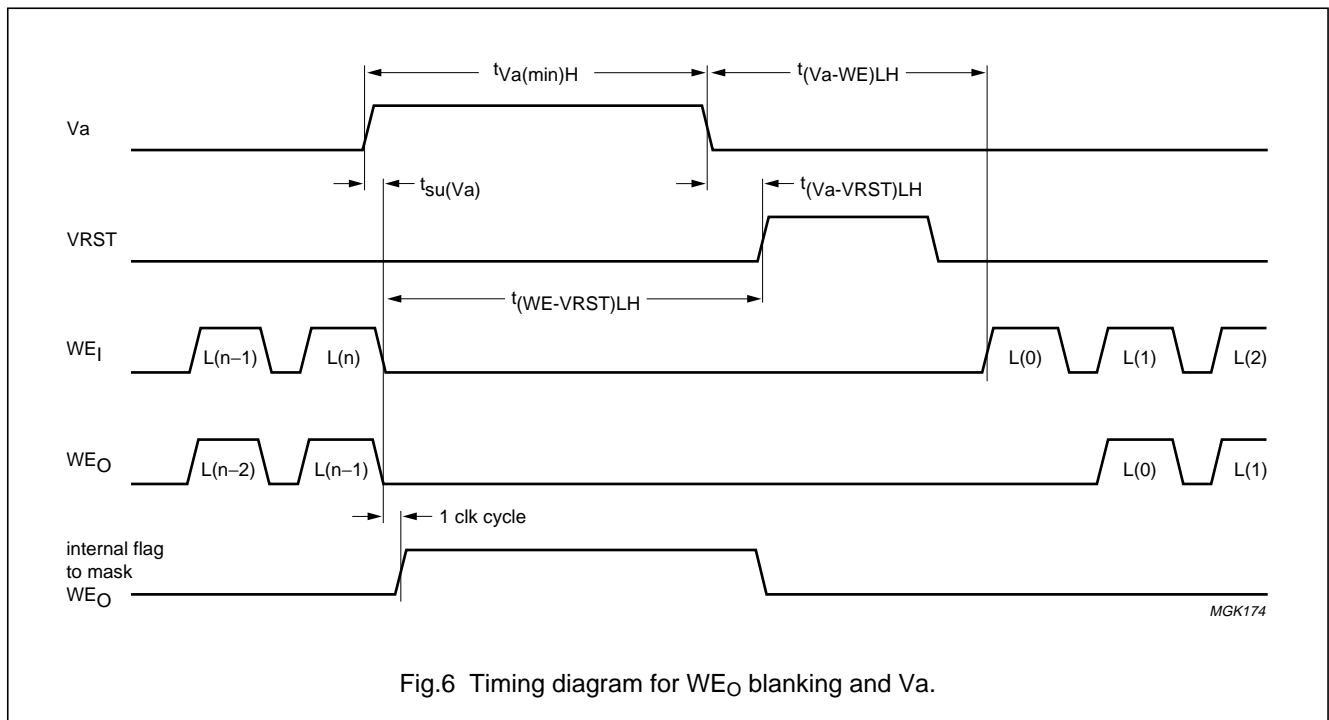 tVa(min)H
t(Va-WE)LH
Va
tsu(Va)
t(Va-VRST)LH
VRST
t(WE-VRST)LH
WEI
L(n−1)
L(n)
L(0)
L(1)
L(2)
WEO
L(n−2)
L(n−1)
L(0)
L(1)
1 clk cycle
internal flag
to mask
WEO
MGK174
Fig.6 Timing diagram for WEO blanking and Va.